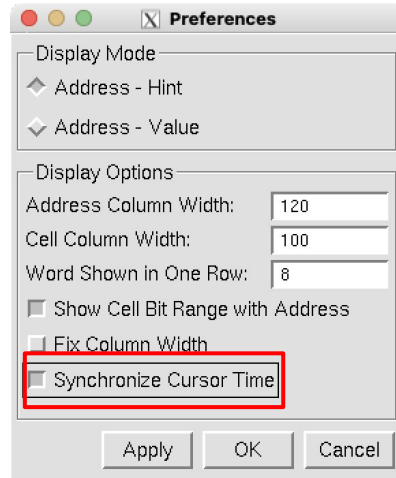 Preferences
Display Mode
Address - Hint
Address - Value
Display Options
Address Column Width: 120
Cell Column Width: 100
Word Shown in One Row: 8
Show Cell Bit Range with Address
Fix Column Width
Synchronize Cursor Time
Apply OK Cancel